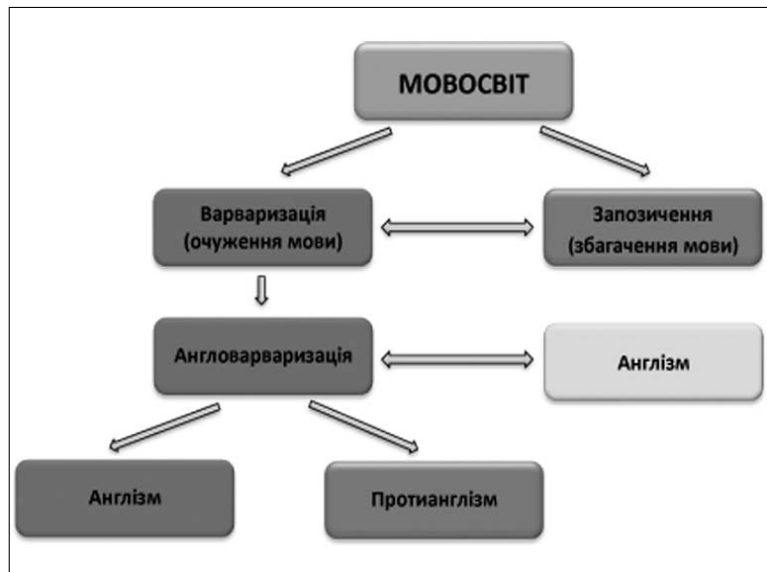 МОВОСВІТ
Варваризація
(очуження мови)
Запозичення
(збагачення мови)
Англоварваризація
Англізм
Англізм
Протианглізм